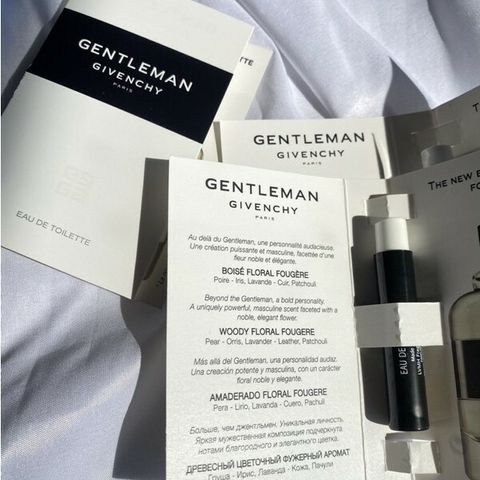 GENTLEMAN
GIVENCHY
PARIS
EAU DE TOILETTE
GENTLEMAN
GIVENCHY
PARIS
THE NEW
GENTLEMAN
GIVENCHY
PARIS
Au delà du Gentleman, une personnalité audacieuse.
Une création puissante et masculine, facettée d'une
fleur noble et élégante.
BOISÉ FLORAL FOUGÈRE
Poire - Iris, Lavande - Cuir, Patchouli
Beyond the Gentleman, a bold personality.
A uniquely powerful, masculine scent faceted with a
noble, elegant flower.
WOODY FLORAL FOUGERE
Pear - Orris, Lavander - Leather, Patchouli
Más allá del Gentleman, una personalidad audaz.
Una creación potente y masculina, con un carácter
floral noble y elegante.
AMADERADO FLORAL FOUGERE
Pera - Lirio, Lavanda - Cuero, Pachuli
Больше, чем джентльмен. Уникальная личность.
Яркая мужественная композиция подчеркнута
нотами благородного и элегантного цветка.
ДРЕВЕСНЫЙ ЦВЕТОЧНЫЙ ФУЖЕРНЫЙ АРОМАТ
Груша - Ирис, Лаванда - Кожа, Пачули
EAU DE